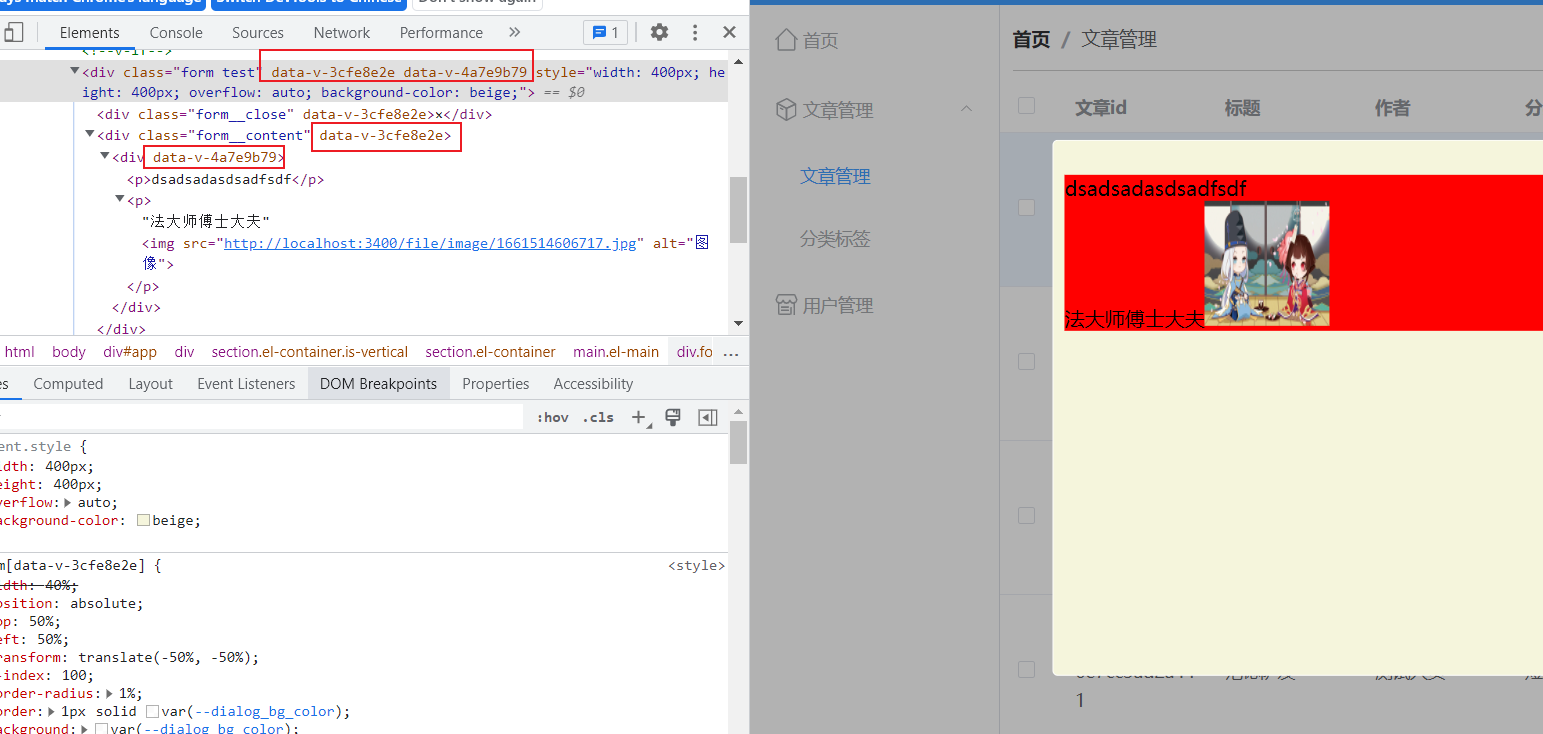 ys match Chrome's language Switch DevTools to Chinese Don't show again
Elements Console Sources Network Performance » 1
<!--v-if-->
<div class="form test" data-v-3cfe8e2e data-v-4a7e9b79 style="width: 400px; he
ight: 400px; overflow: auto; background-color: beige;"> == $0
<div class="form__close" data-v-3cfe8e2e>×</div>
<div class="form__content" data-v-3cfe8e2e>
<div data-v-4a7e9b79>
<p>dsadsadasdsadfsdf</p>
<p>
"法大师傅士大夫"
<img src="http://localhost:3400/file/image/1661514606717.jpg" alt="图
像">
</p>
</div>
</div>
html body div#app div section.el-container.is-vertical section.el-container main.el-main div.fo ...
es Computed Layout Event Listeners DOM Breakpoints Properties Accessibility
:hov .cls +
ent.style {
idth: 400px;
eight: 400px;
verflow: auto;
ackground-color: beige;
m[data-v-3cfe8e2e] { <style>
idth: 40%;
osition: absolute;
op: 50%;
eft: 50%;
ransform: translate(-50%, -50%);
-index: 100;
order-radius: 1%;
order: 1px solid var(--dialog_bg_color);
ackground: var(--dialog_bg_color);
首页
文章管理
文章管理
分类标签
用户管理
首页 / 文章管理
文章id 标题 作者 分
dsadsadasdsadfsdf
法大师傅士大夫
1